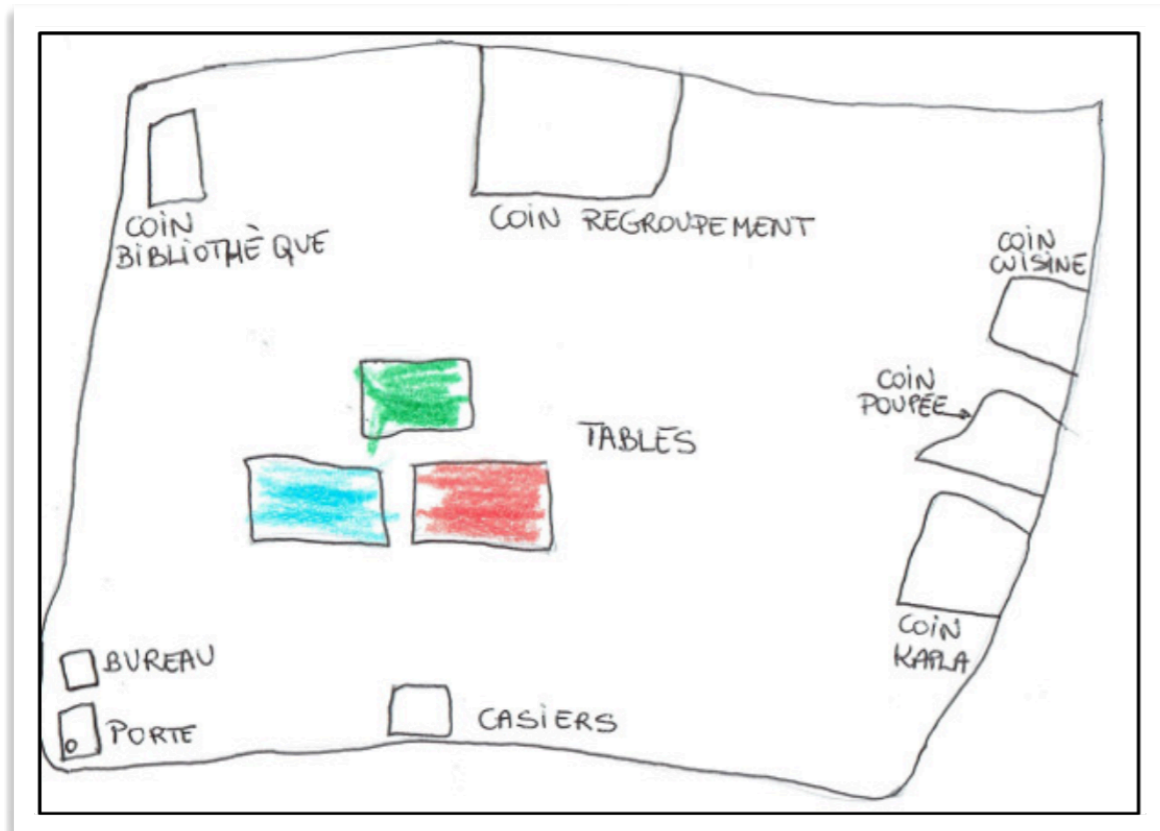 COIN
BIBLIOTHÈQUE
COIN REGROUPEMENT
COIN
CUISINE
COIN
POUPÉE
TABLES
COIN
KAPLA
BUREAU
PORTE
CASIERS